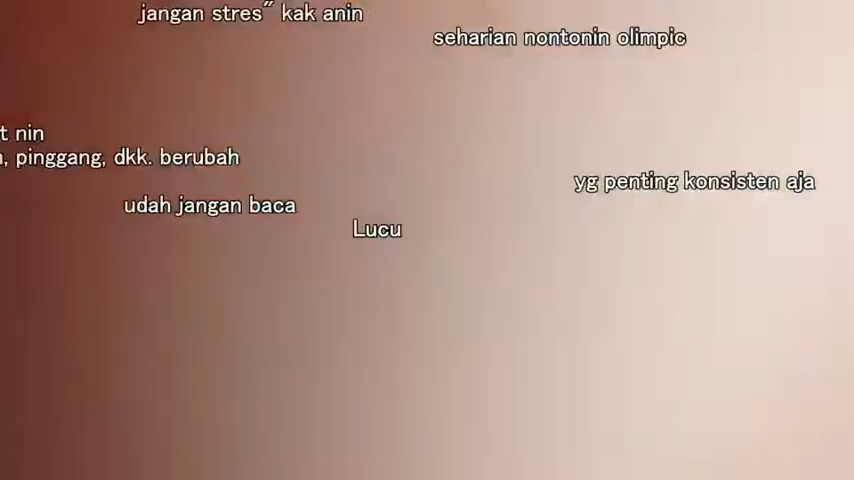 jangan stres" kak anin
seharian nontonin olimpic
t nin
, pinggang, dkk. berubah
yg penting konsisten aja
udah jangan baca
Lucu